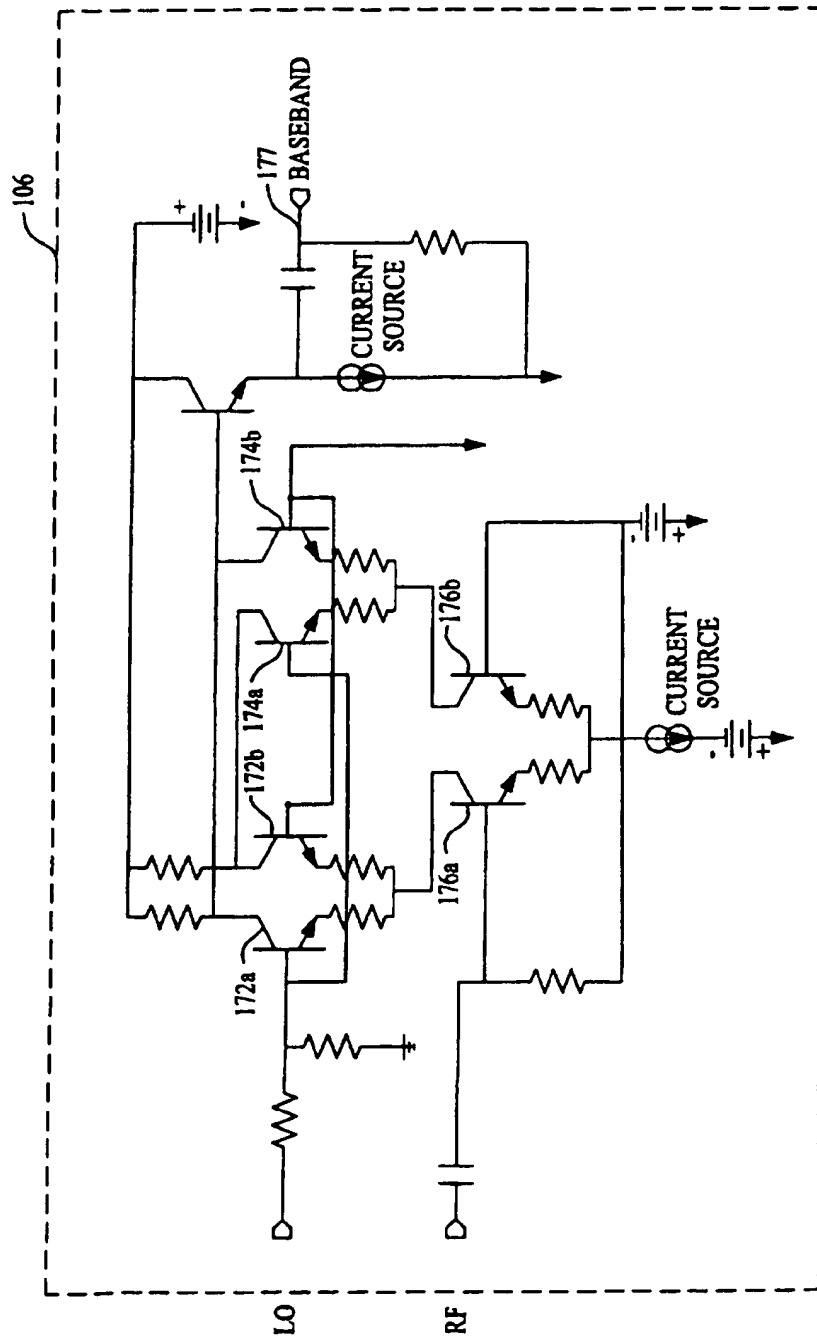 106
LO
RF
172a
172b
174a
174b
176a
176b
177
BASEBAND
CURRENT
SOURCE
CURRENT
SOURCE
+
-
-
+
-
+